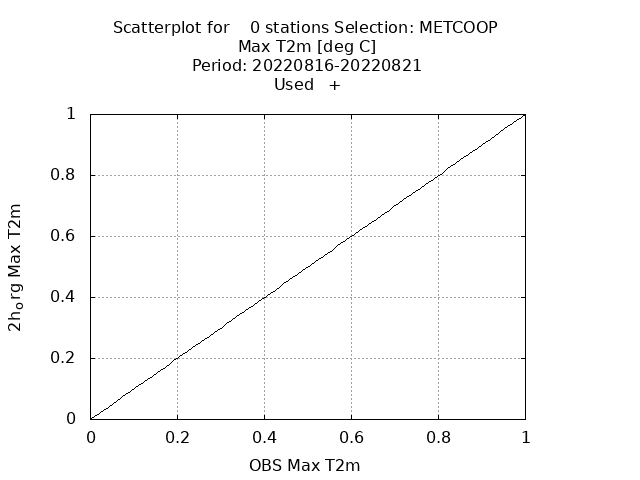 Scatterplot for    0 stations Selection: METCOOP
Max T2m [deg C]
Period: 20220816-20220821
Used   +
1
0.8
0.6
0.4
0.2
0
2horg Max T2m
0 0.2 0.4 0.6 0.8 1
OBS Max T2m